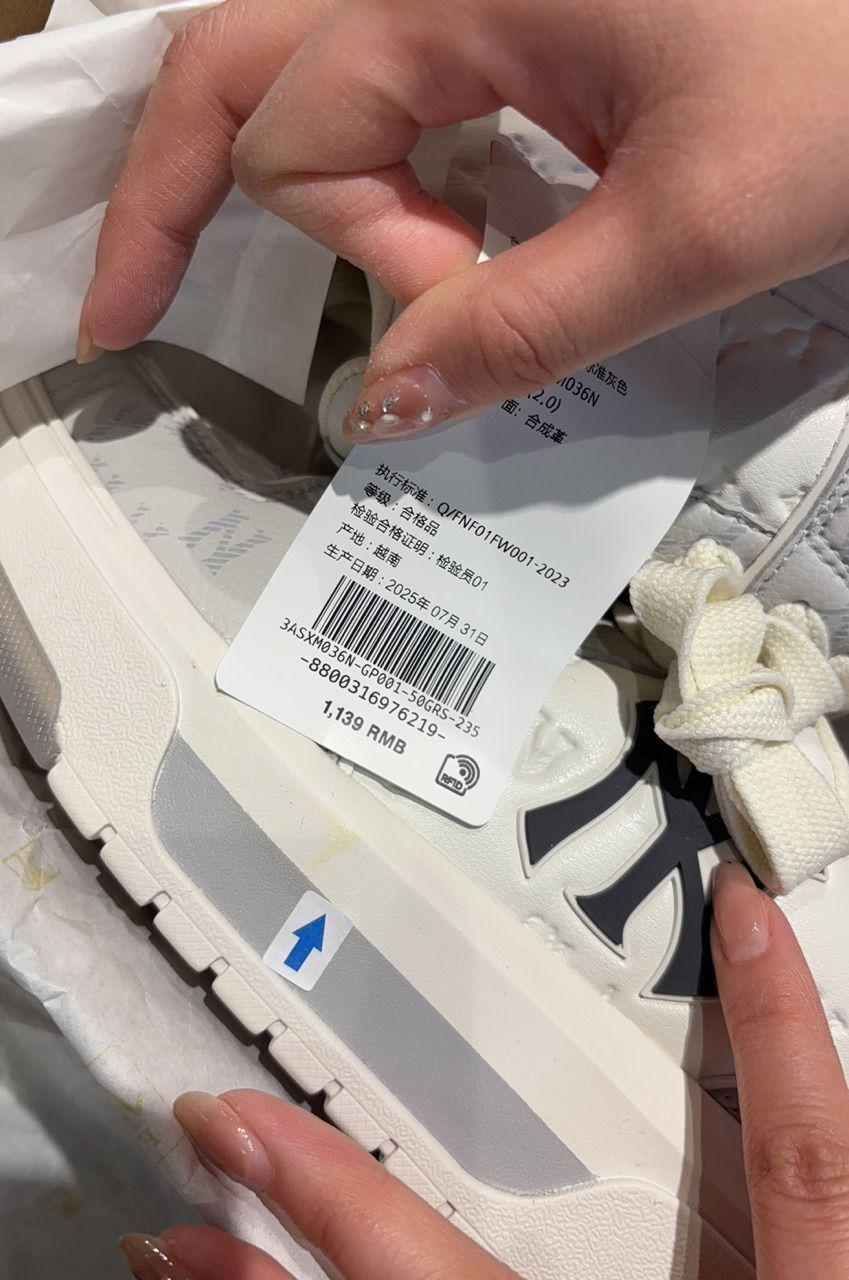 标准灰色
036N
(2.0)
面: 合成革
执行标准: Q/FNF01FW001-2023
等级: 合格品
检验合格证明: 检验员01
产地: 越南
生产日期: 2025年 07月 31日
3ASXM036N-GP001-50GRS-235
-8800316976219-
1,139 RMB
RFID
NY